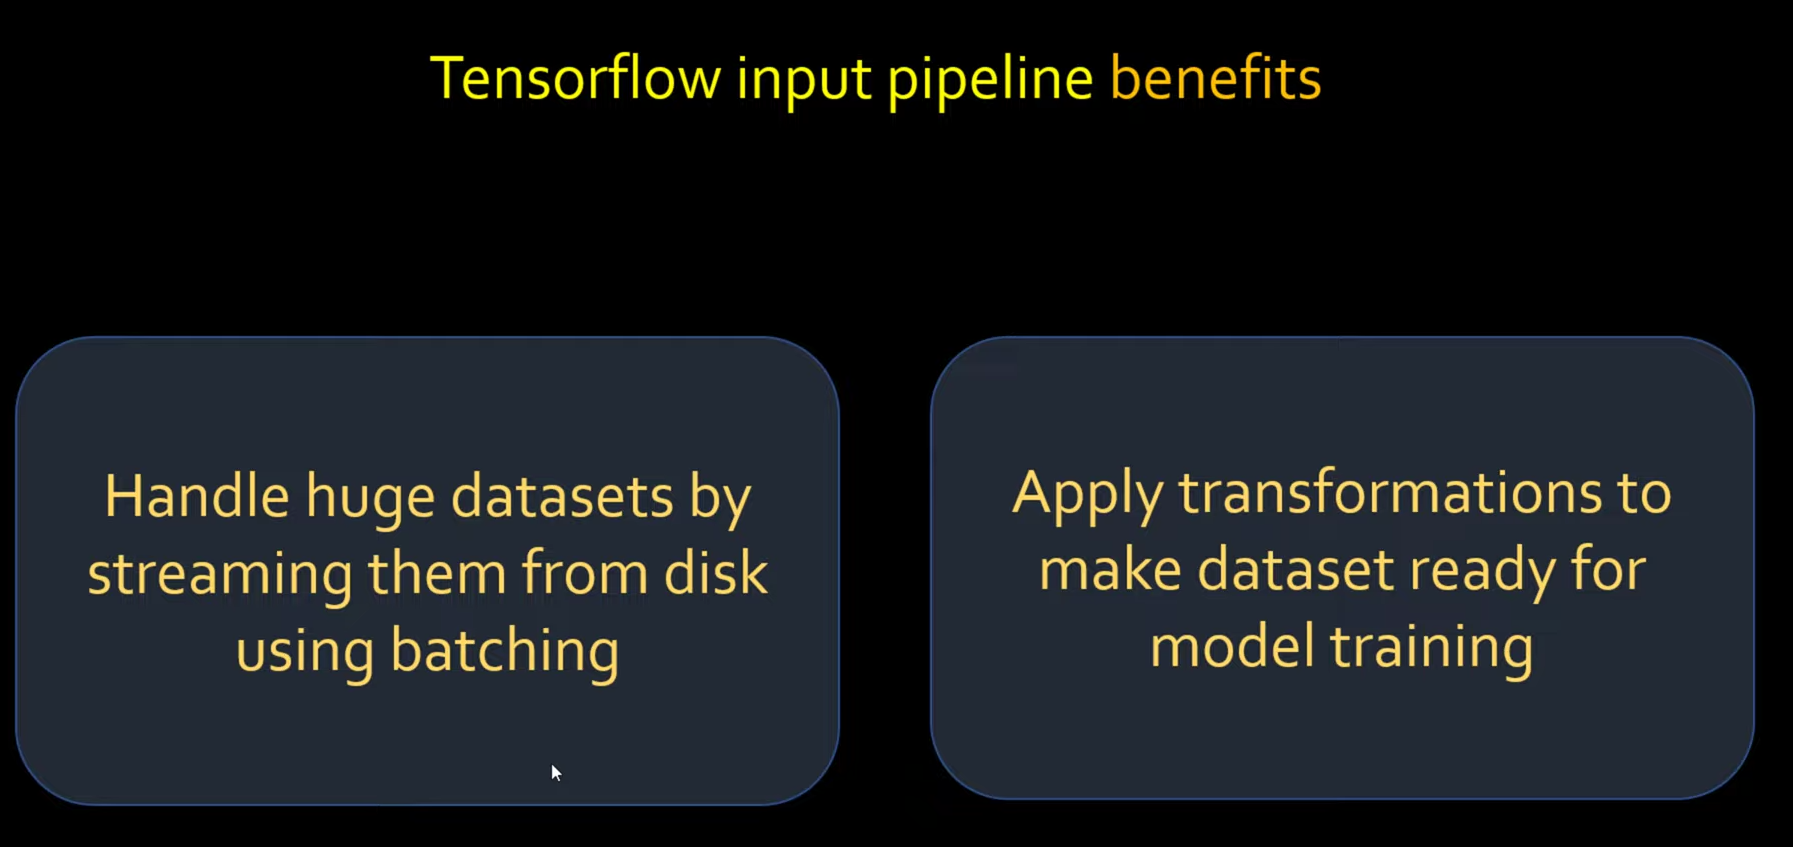 Tensorflow input pipeline benefits
Handle huge datasets by
streaming them from disk
using batching
Apply transformations to
make dataset ready for
model training